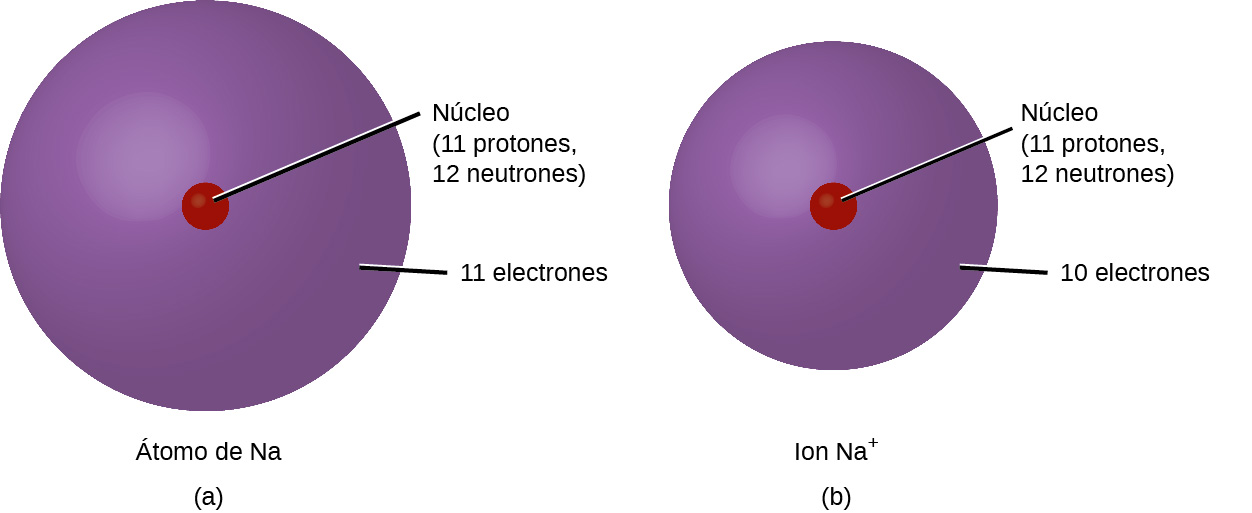 Núcleo
(11 protones,
12 neutrones)
11 electrones
Átomo de Na
(a)
Núcleo
(11 protones,
12 neutrones)
10 electrones
Ion Na⁺
(b)